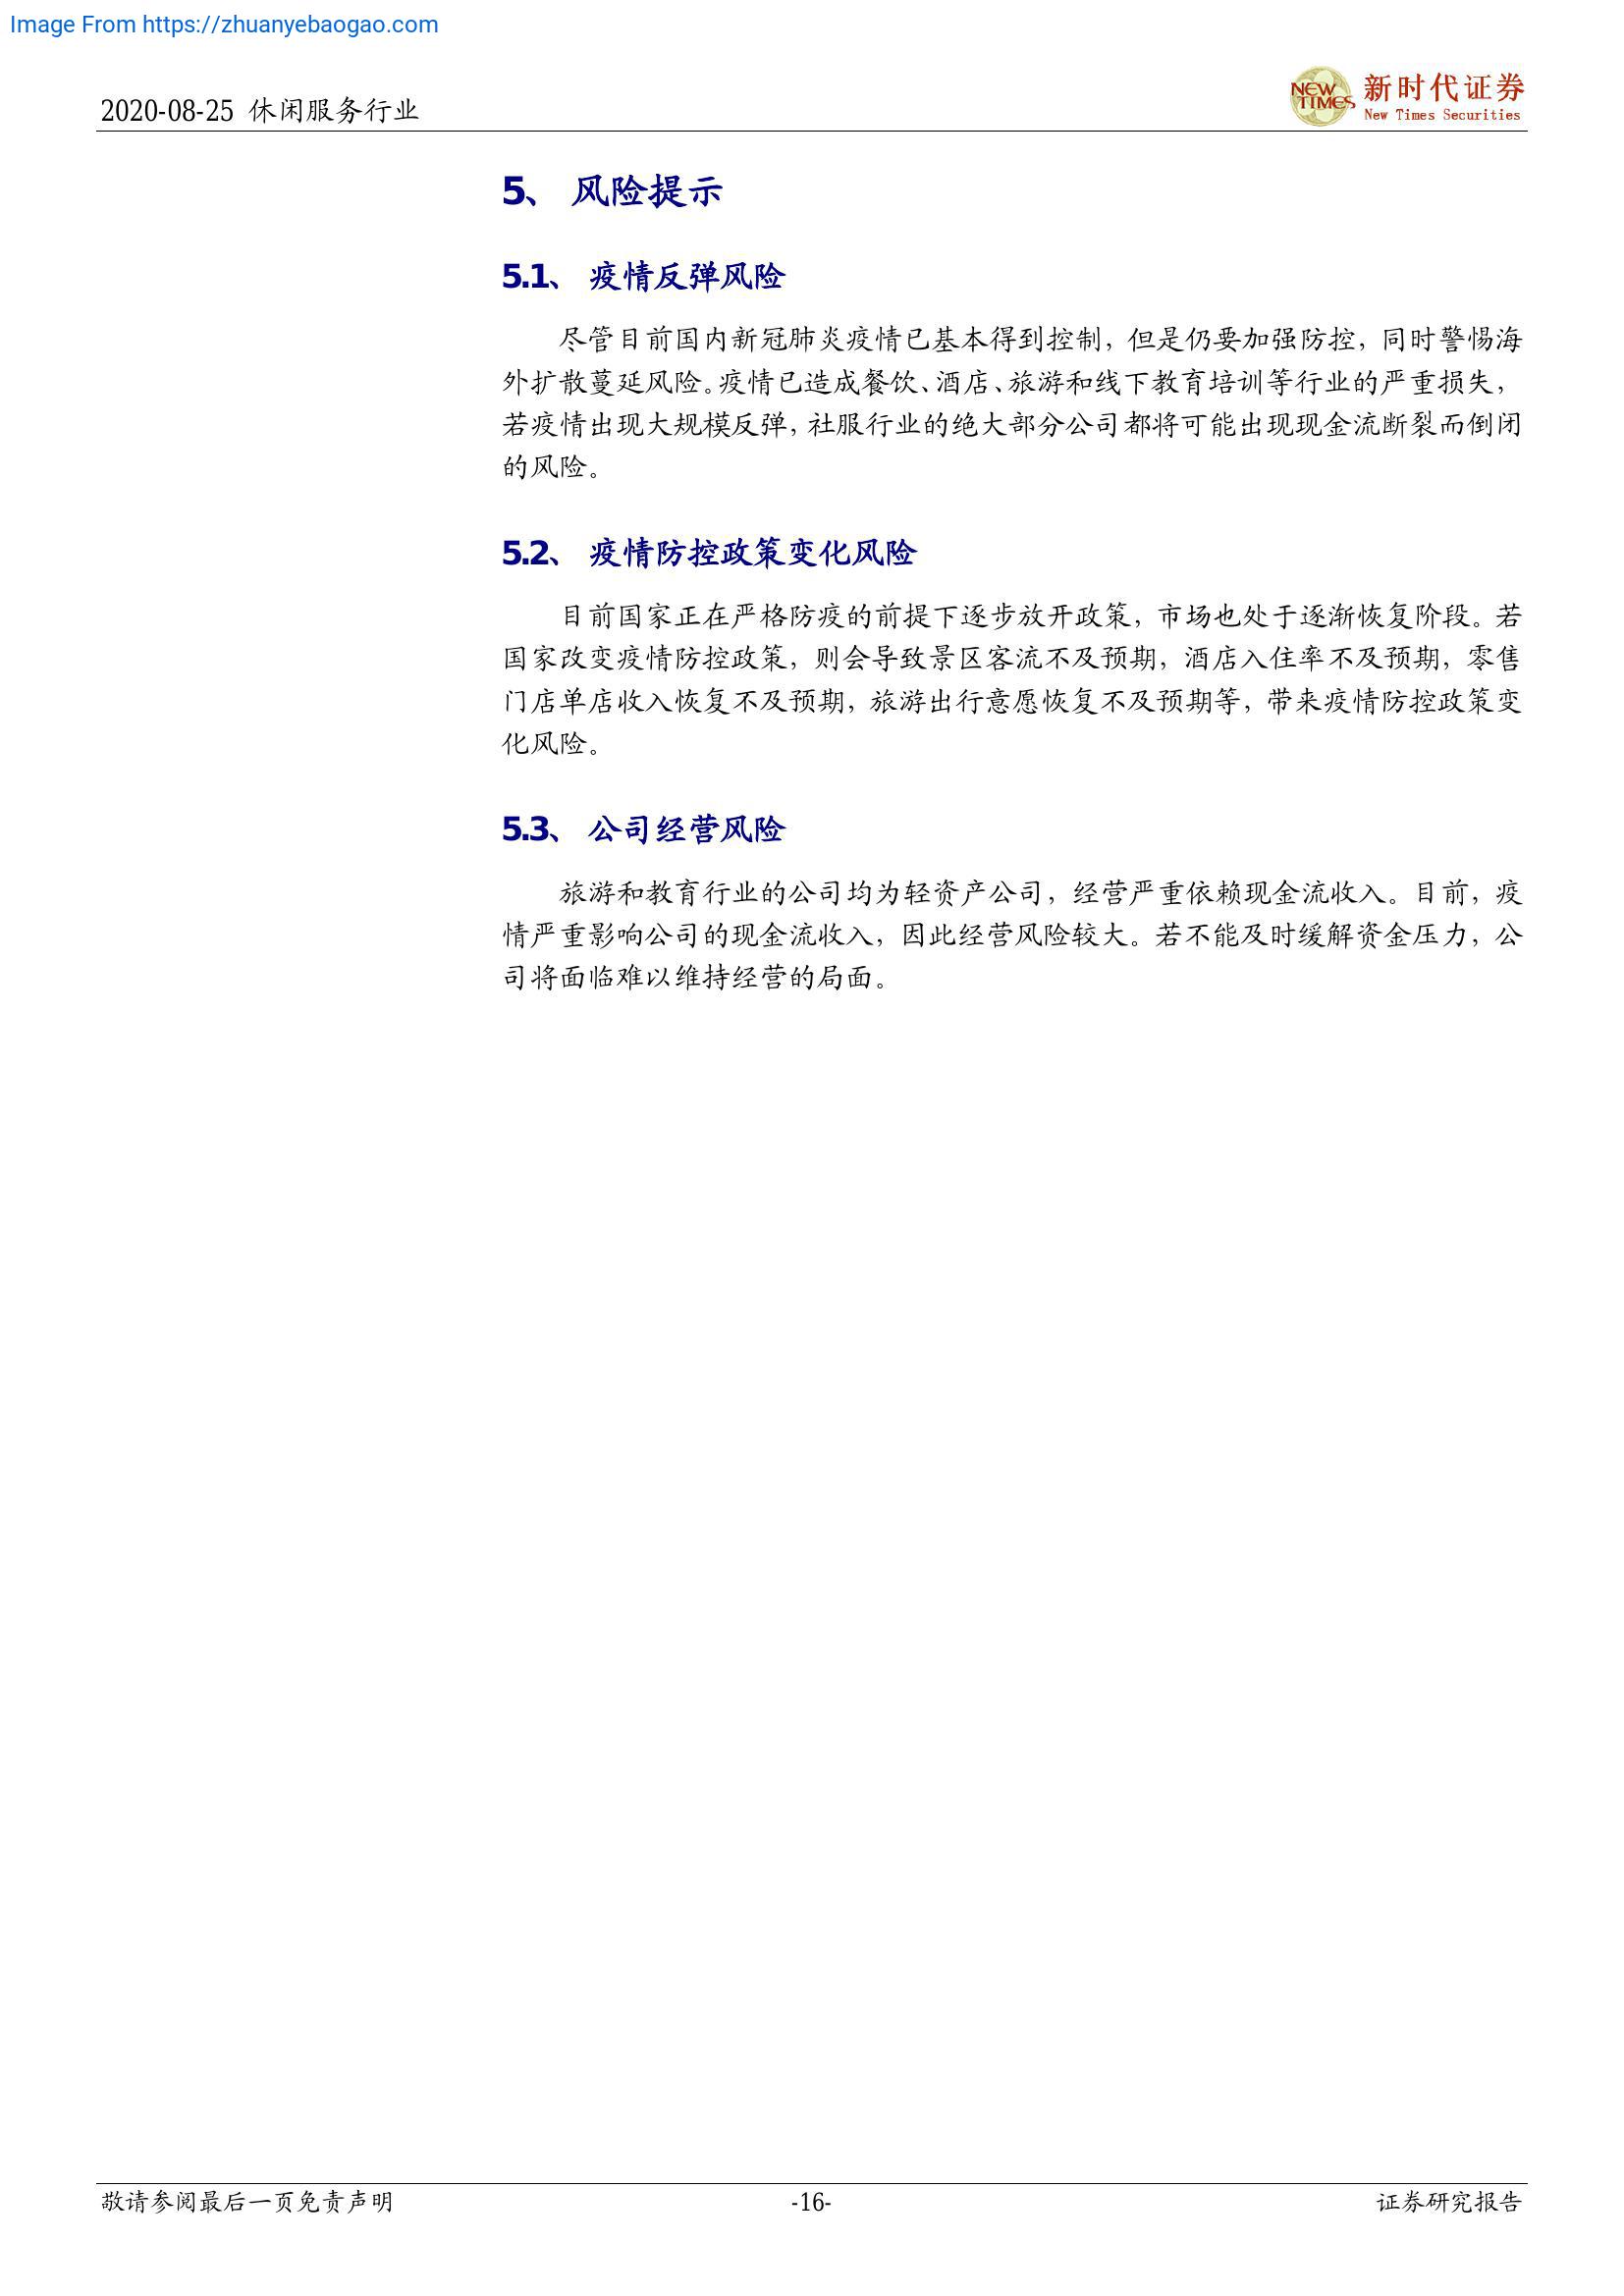 Image From https://zhuanyebaogao.com
2020-08-25 休闲服务行业
NEW TIMES
新时代证券
New Times Securities
5、 风险提示
5.1、 疫情反弹风险
尽管目前国内新冠肺炎疫情已基本得到控制，但是仍要加强防控，同时警惕海
外扩散蔓延风险。疫情已造成餐饮、酒店、旅游和线下教育培训等行业的严重损失，
若疫情出现大规模反弹，社服行业的绝大部分公司都将可能出现现金流断裂而倒闭
的风险。
5.2、 疫情防控政策变化风险
目前国家正在严格防疫的前提下逐步放开政策，市场也处于逐渐恢复阶段。若
国家改变疫情防控政策，则会导致景区客流不及预期，酒店入住率不及预期，零售
门店单店收入恢复不及预期，旅游出行意愿恢复不及预期等，带来疫情防控政策变
化风险。
5.3、 公司经营风险
旅游和教育行业的公司均为轻资产公司，经营严重依赖现金流收入。目前，疫
情严重影响公司的现金流收入，因此经营风险较大。若不能及时缓解资金压力，公
司将面临难以维持经营的局面。
敬请参阅最后一页免责声明
-16-
证券研究报告